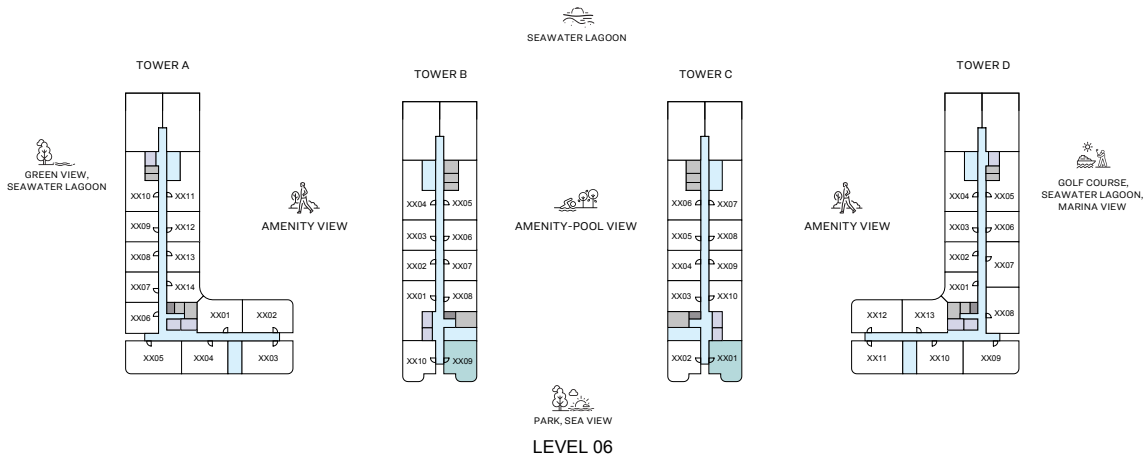 SEAWATER LAGOON
TOWER A
TOWER B
TOWER C
TOWER D
GREEN VIEW,
SEAWATER LAGOON
AMENITY VIEW
AMENITY-POOL VIEW
AMENITY VIEW
GOLF COURSE,
SEAWATER LAGOON,
MARINA VIEW
XX10 XX11
XX09 XX12
XX08 XX13
XX07 XX14
XX06 XX01 XX02
XX05 XX04 XX03
XX04 XX05
XX03 XX06
XX02 XX07
XX01 XX08
XX10 XX09
XX06 XX07
XX05 XX08
XX04 XX09
XX03 XX10
XX02 XX01
XX04 XX05
XX03 XX06
XX02 XX07
XX01
XX12 XX13 XX08
XX11 XX10 XX09
PARK, SEA VIEW
LEVEL 06